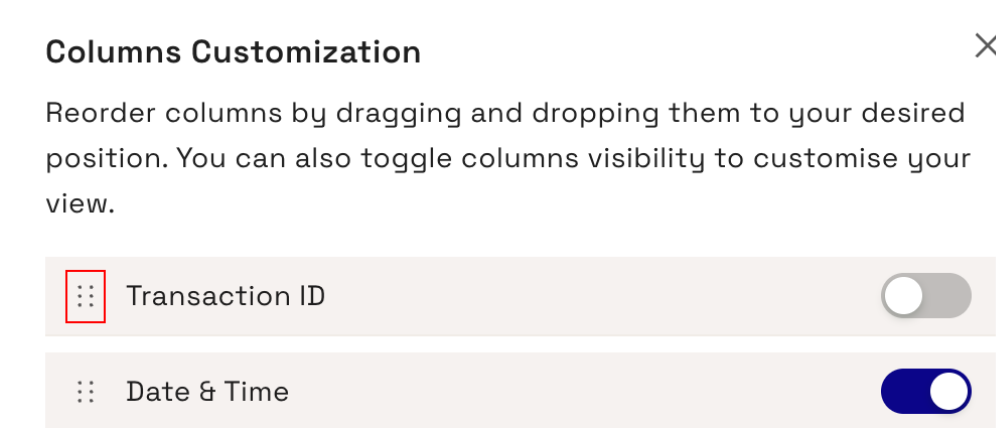 Columns Customization
Reorder columns by dragging and dropping them to your desired
position. You can also toggle columns visibility to customise your
view.
Transaction ID
Date & Time